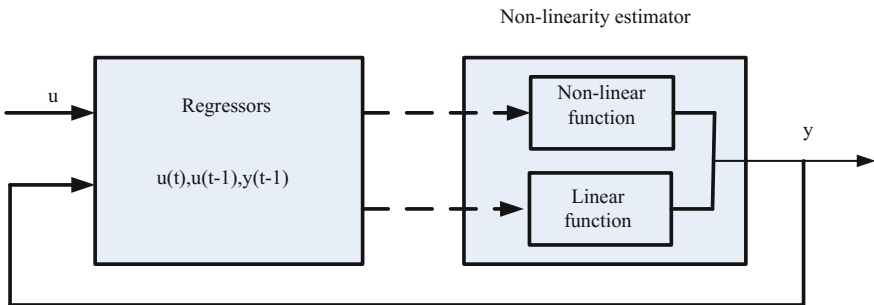 Non-linearity estimator
u
Regressors
u(t),u(t-1),y(t-1)
Non-linear
function
Linear
function
y